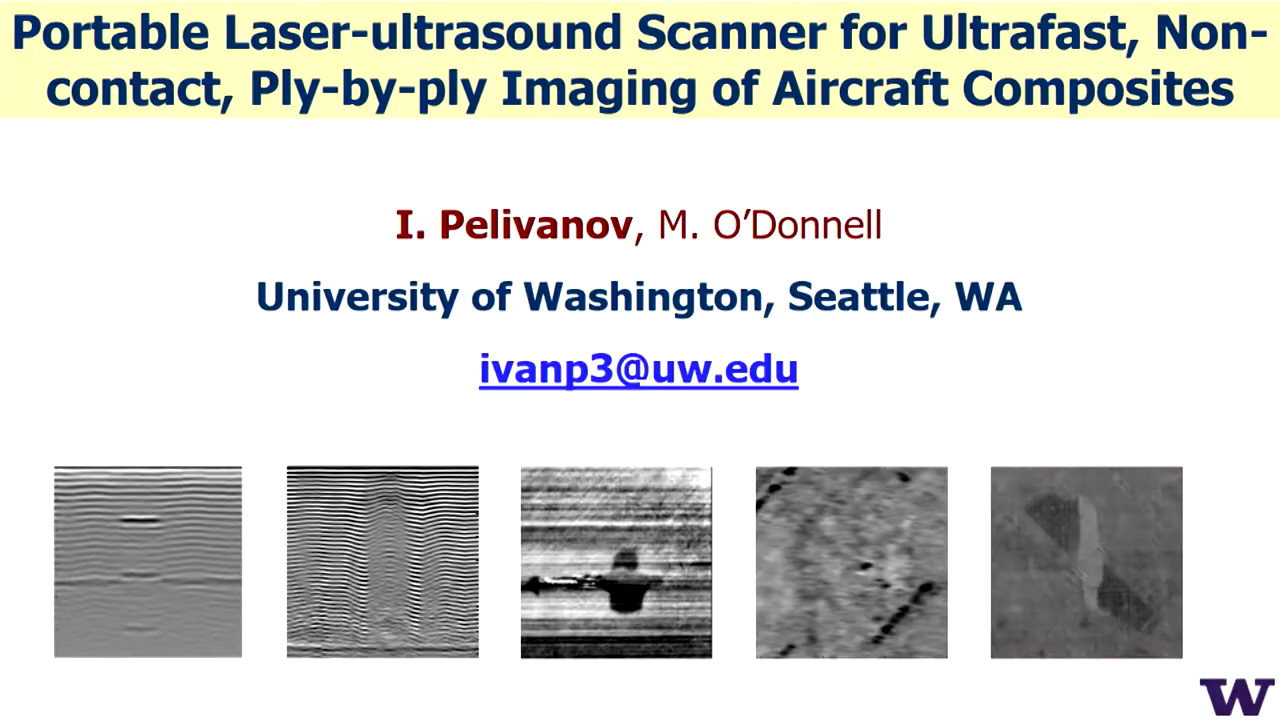 Portable Laser-ultrasound Scanner for Ultrafast, Non-
contact, Ply-by-ply Imaging of Aircraft Composites
I. Pelivanov, M. O’Donnell
University of Washington, Seattle, WA
ivanp3@uw.edu
W